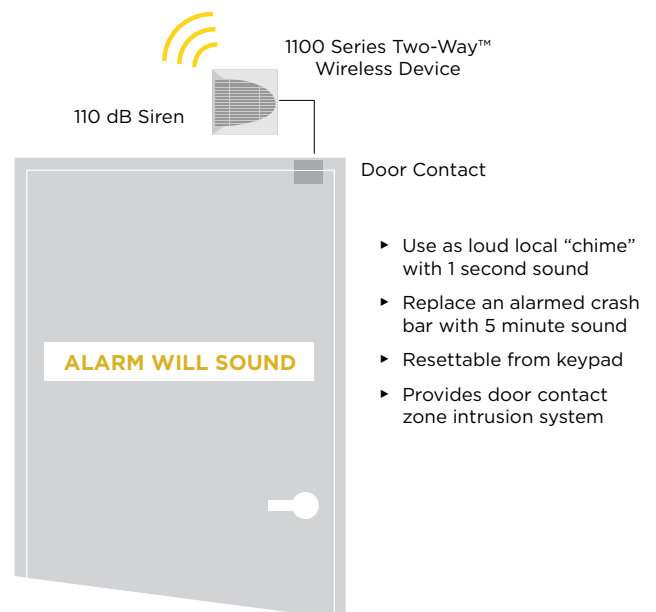 1100 Series Two-Way™
Wireless Device
110 dB Siren
Door Contact
▸ Use as loud local “chime”
with 1 second sound
▸ Replace an alarmed crash
bar with 5 minute sound
▸ Resettable from keypad
▸ Provides door contact
zone intrusion system
ALARM WILL SOUND